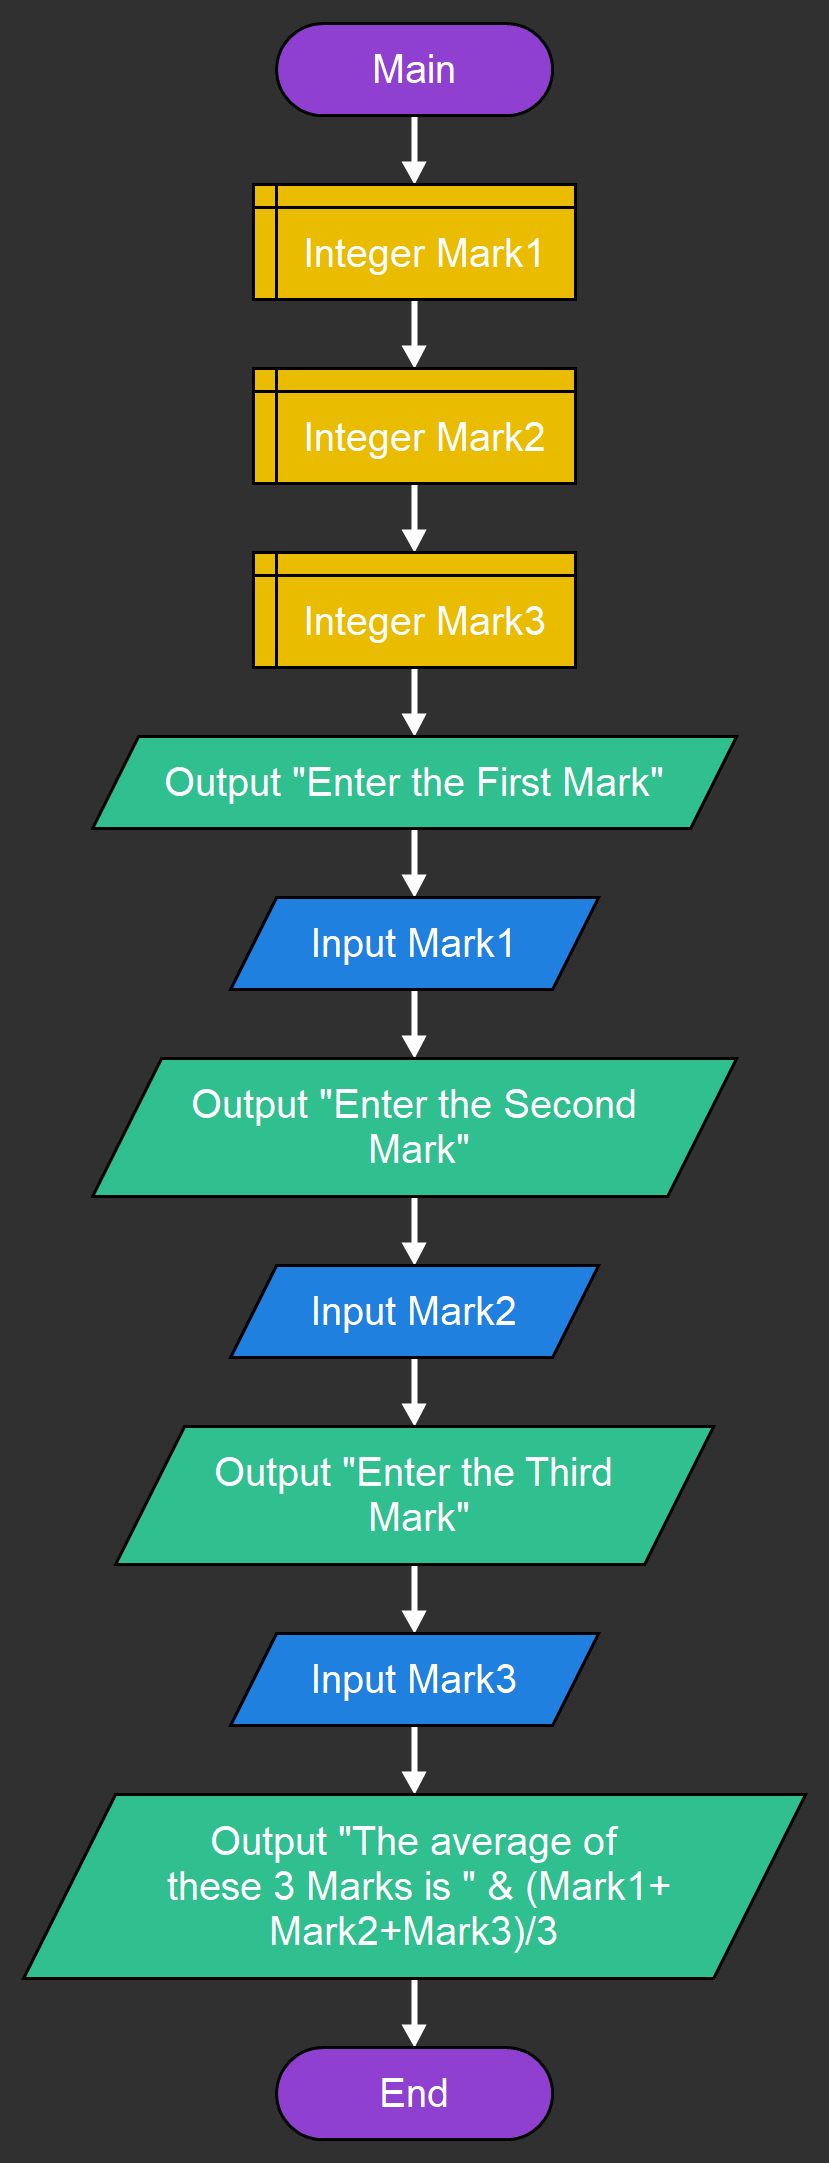 Main
Integer Mark1
Integer Mark2
Integer Mark3
Output "Enter the First Mark"
Input Mark1
Output "Enter the Second
Mark"
Input Mark2
Output "Enter the Third
Mark"
Input Mark3
Output "The average of
these 3 Marks is " & (Mark1+
Mark2+Mark3)/3
End